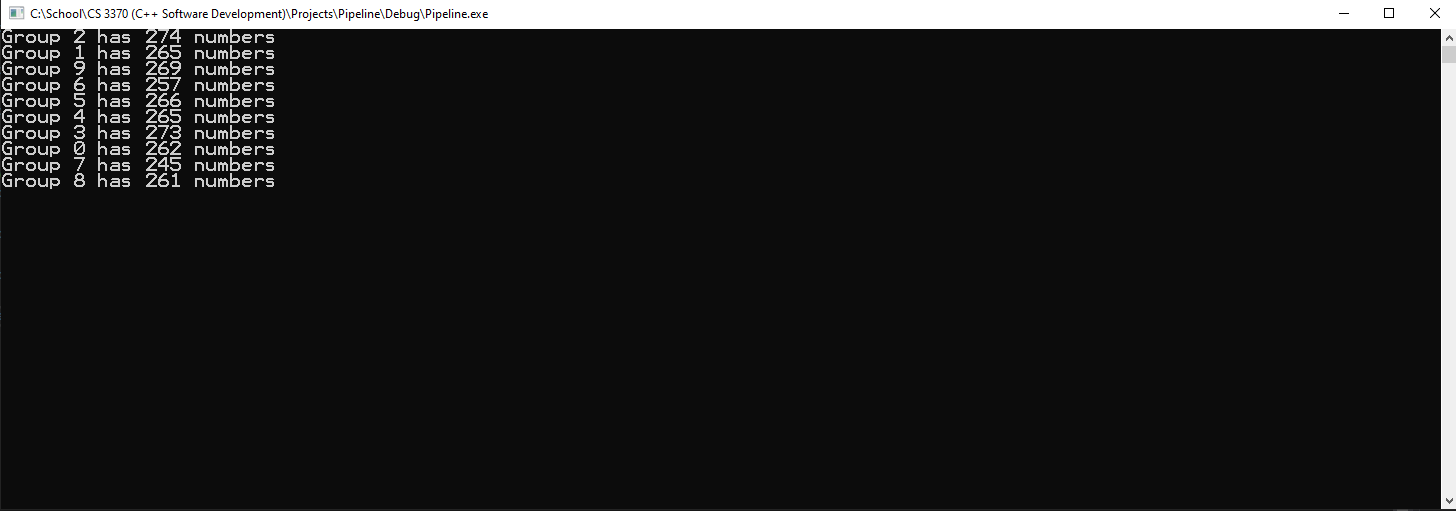 C:\School\CS 3370 (C++ Software Development)\Projects\Pipeline\Debug\Pipeline.exe
Group 2 has 274 numbers
Group 1 has 265 numbers
Group 9 has 269 numbers
Group 6 has 257 numbers
Group 5 has 266 numbers
Group 4 has 265 numbers
Group 3 has 273 numbers
Group 0 has 262 numbers
Group 7 has 245 numbers
Group 8 has 261 numbers